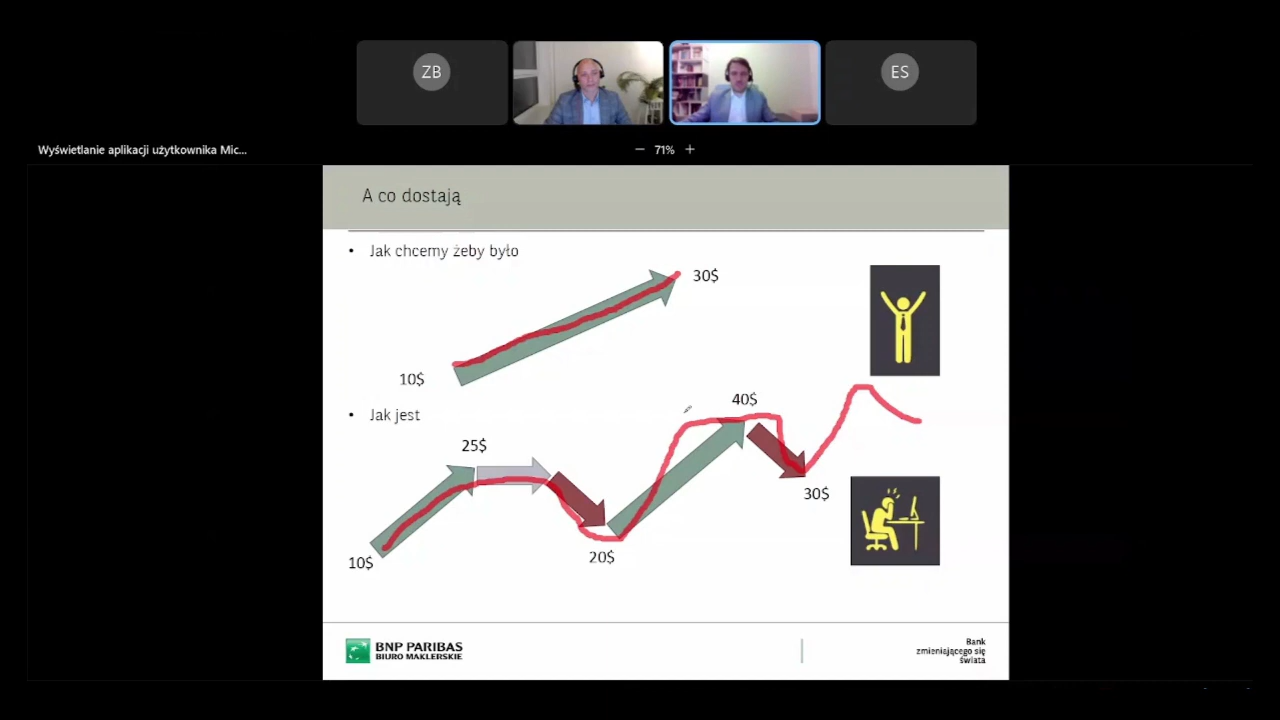 ZB
ES
Wyświetlanie aplikacji użytkownika Mic...
— 71% +
A co dostają
• Jak chcemy żeby było
30$
10$
• Jak jest
40$
25$
30$
20$
10$
BNP PARIBAS
BIURO MAKLERSKIE
Bank
zmieniającego się
świata